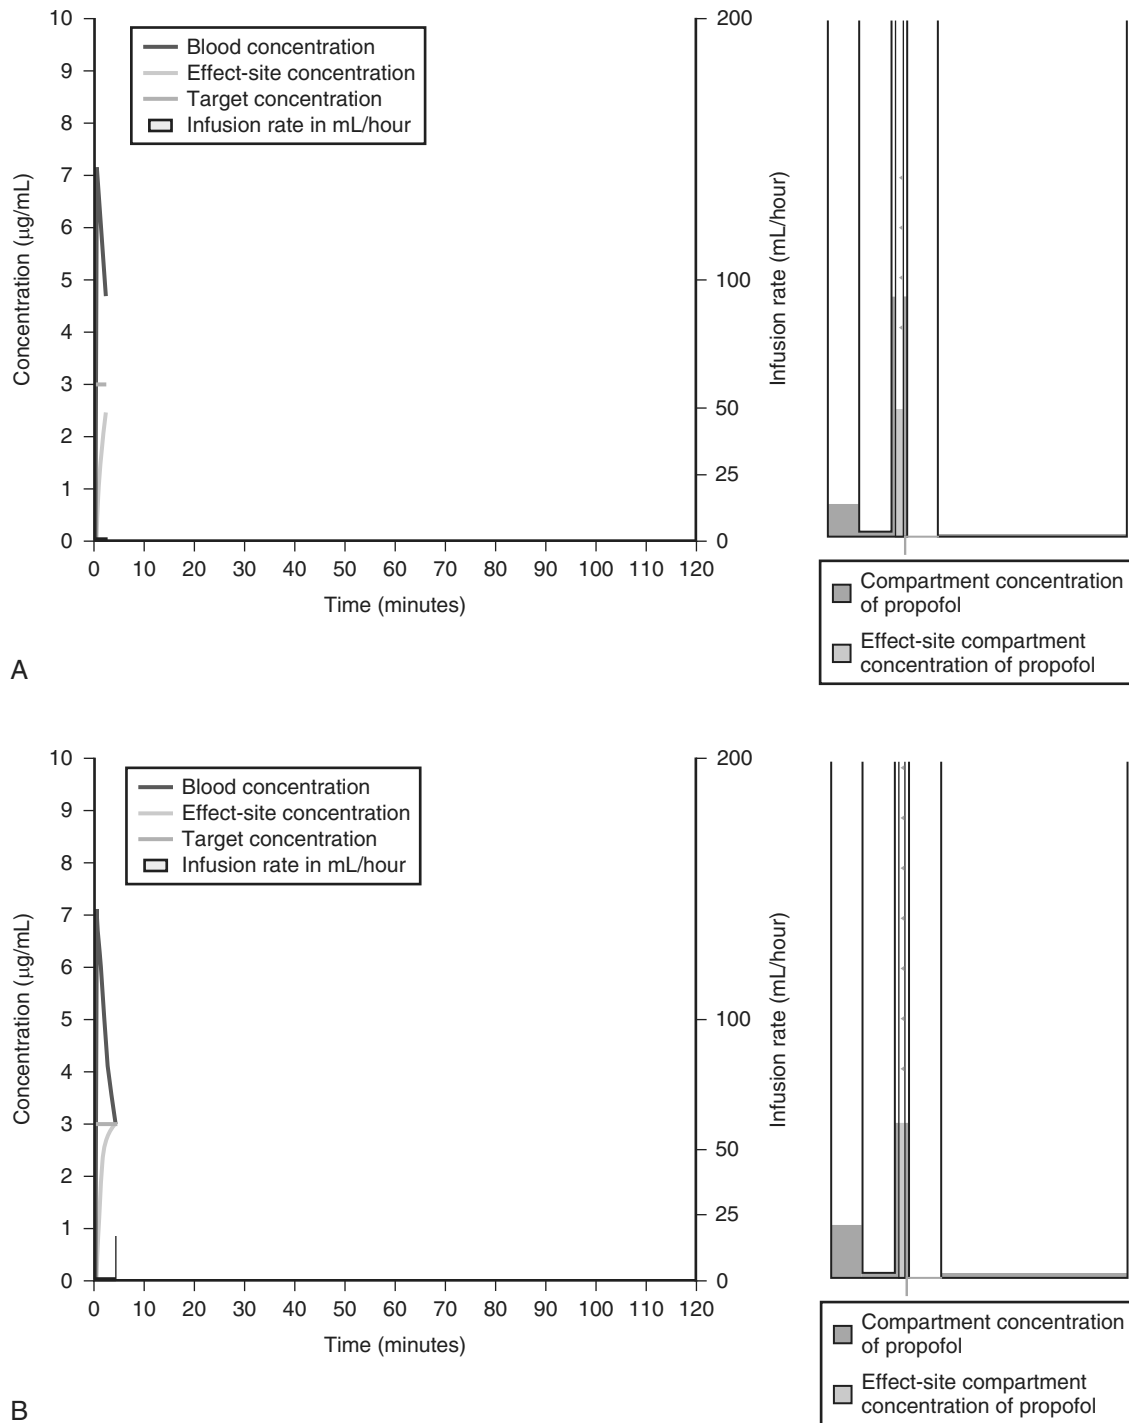 10
9
8
7
6
5
4
3
2
1
0
Concentration (µg/mL)
Blood concentration
Effect-site concentration
Target concentration
Infusion rate in mL/hour
200
100
50
25
0
Infusion rate (mL/hour)
0 10 20 30 40 50 60 70 80 90 100 110 120
Time (minutes)
Compartment concentration
of propofol
Effect-site compartment
concentration of propofol
A
10
9
8
7
6
5
4
3
2
1
0
Concentration (µg/mL)
Blood concentration
Effect-site concentration
Target concentration
Infusion rate in mL/hour
200
100
50
25
0
Infusion rate (mL/hour)
0 10 20 30 40 50 60 70 80 90 100 110 120
Time (minutes)
Compartment concentration
of propofol
Effect-site compartment
concentration of propofol
B